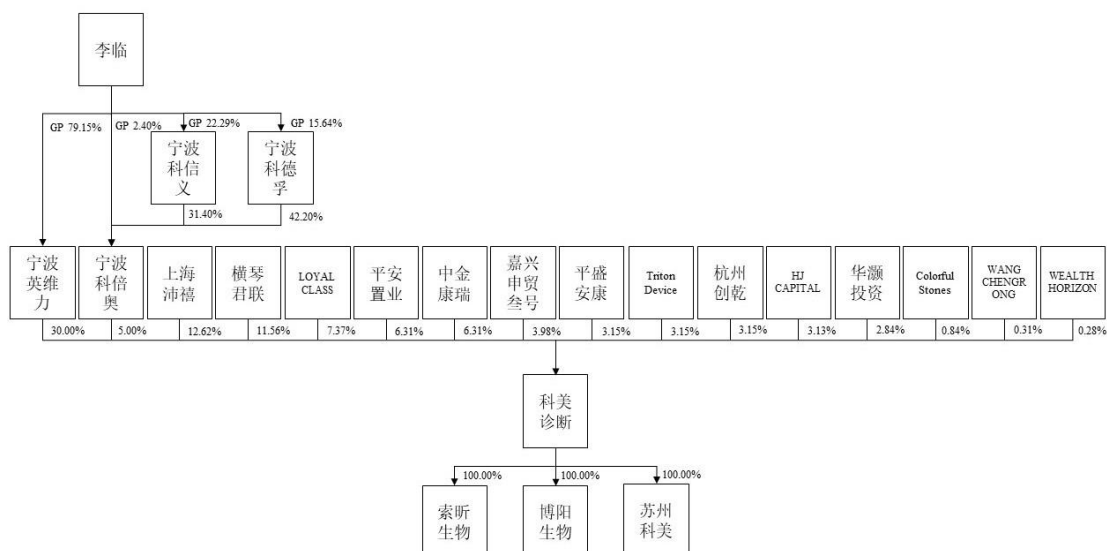 李临
GP 79.15%
GP 2.40%
GP 22.29%
GP 15.64%
宁波
科信
义
宁波
科德
孚
31.40%
42.20%
宁波
英维
力
宁波
科倍
奥
上海
沛禧
横琴
君联
LOYAL
CLASS
平安
置业
中金
康瑞
嘉兴
申贸
叁号
平盛
安康
Triton
Device
杭州
创乾
HJ
CAPITAL
华灏
投资
Colorful
Stones
WANG
CHENGR
ONG
WEALTH
HORIZON
30.00%
5.00%
12.62%
11.56%
7.37%
6.31%
6.31%
3.98%
3.15%
3.15%
3.15%
3.13%
2.84%
0.84%
0.31%
0.28%
科美
诊断
100.00%
100.00%
100.00%
索昕
生物
博阳
生物
苏州
科美